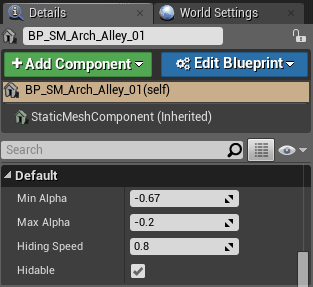 Details
World Settings
BP_SM_Arch_Alley_01
+ Add Component
Edit Blueprint
BP_SM_Arch_Alley_01(self)
StaticMeshComponent (Inherited)
Search
Default
Min Alpha -0.67
Max Alpha -0.2
Hiding Speed 0.8
Hidable